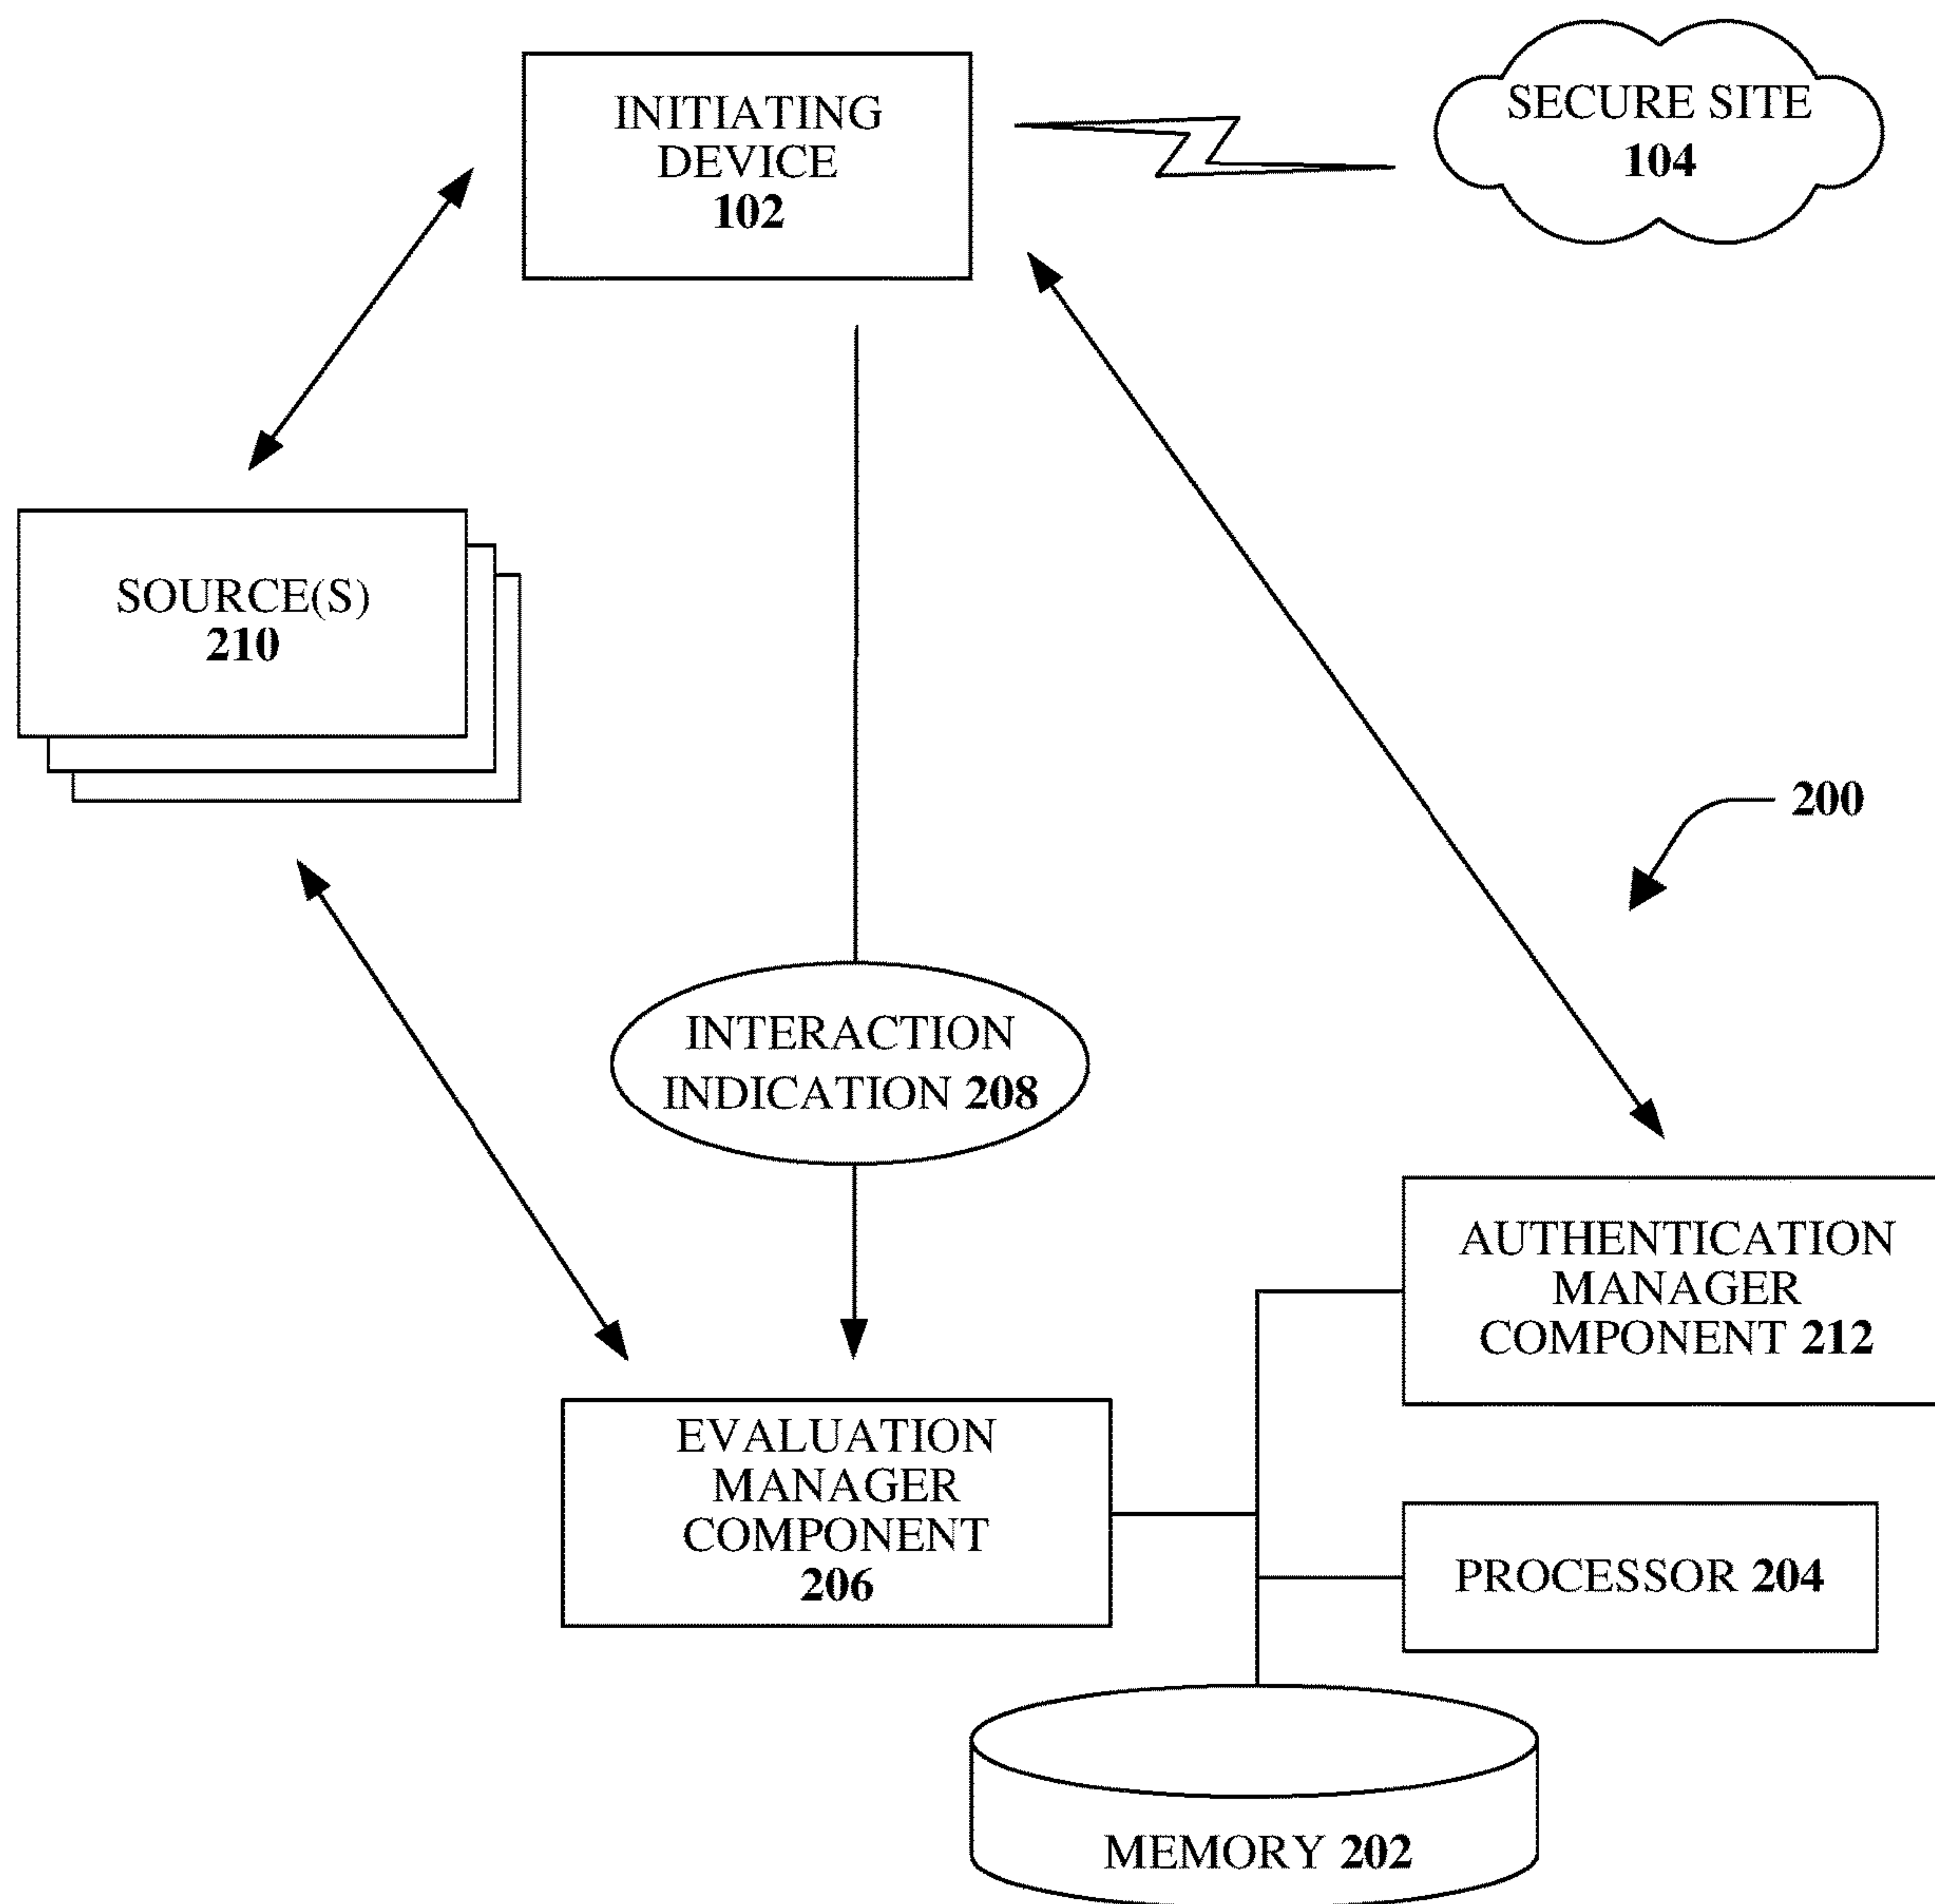 INITIATING
DEVICE
102
SECURE SITE
104
SOURCE(S)
210
200
INTERACTION
INDICATION 208
AUTHENTICATION
MANAGER
COMPONENT 212
EVALUATION
MANAGER
COMPONENT
206
PROCESSOR 204
MEMORY 202